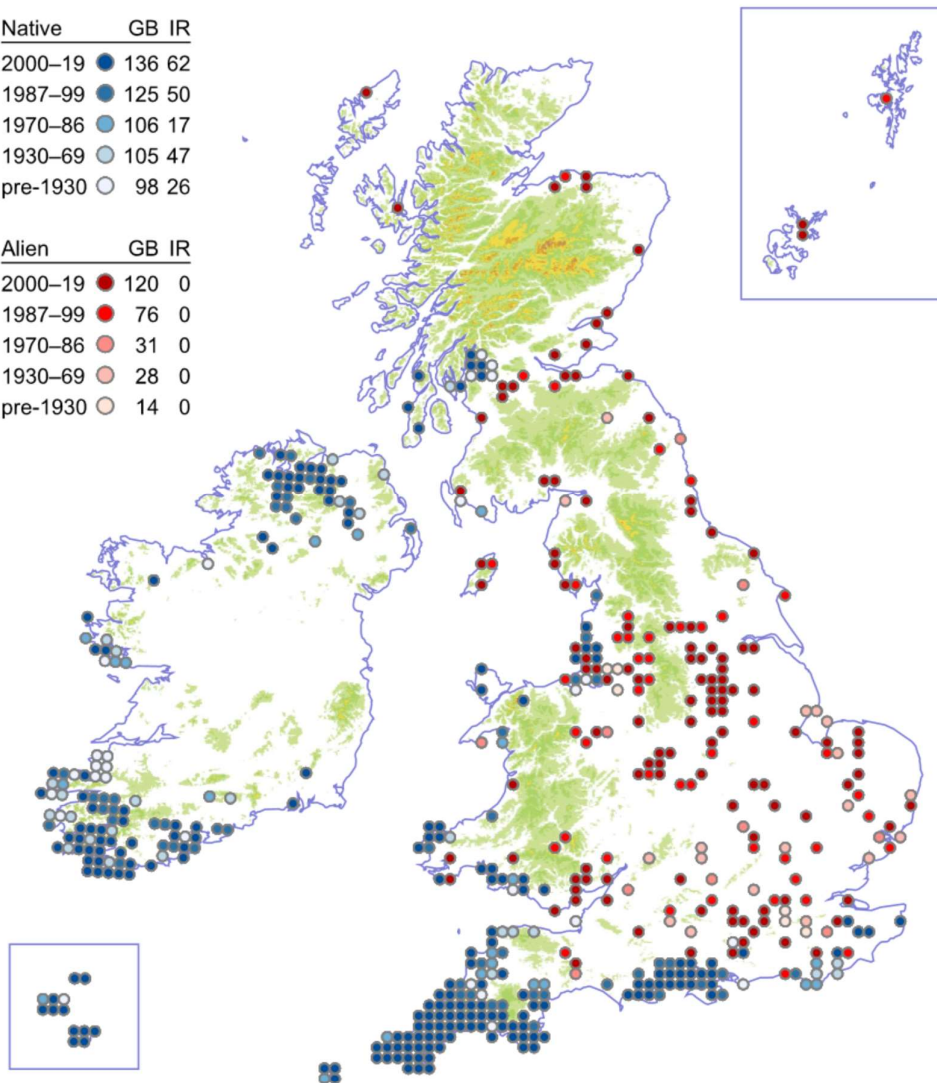 Native GB IR
2000–19 136 62
1987–99 125 50
1970–86 106 17
1930–69 105 47
pre-1930 98 26
Alien GB IR
2000–19 120 0
1987–99 76 0
1970–86 31 0
1930–69 28 0
pre-1930 14 0